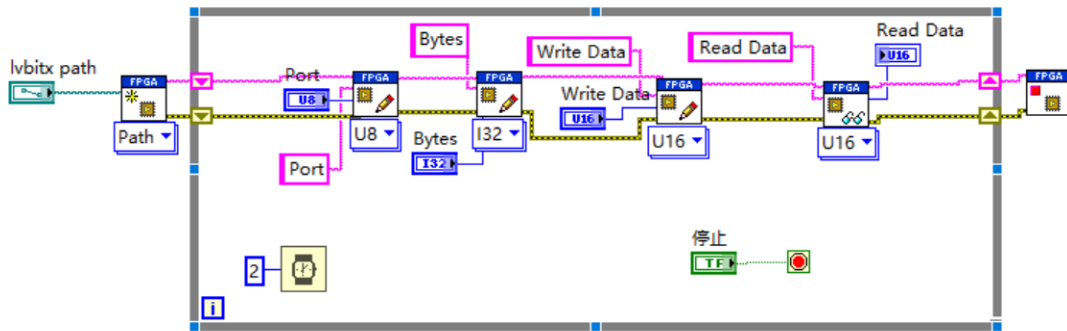 lvbitx path
FPGA
Path
Port
U8
FPGA
U8
Port
Bytes
FPGA
I32
Bytes
I32
Write Data
Write Data
U16
FPGA
U16
Read Data
FPGA
U16
Read Data
U16
FPGA
2
停止
TF
i